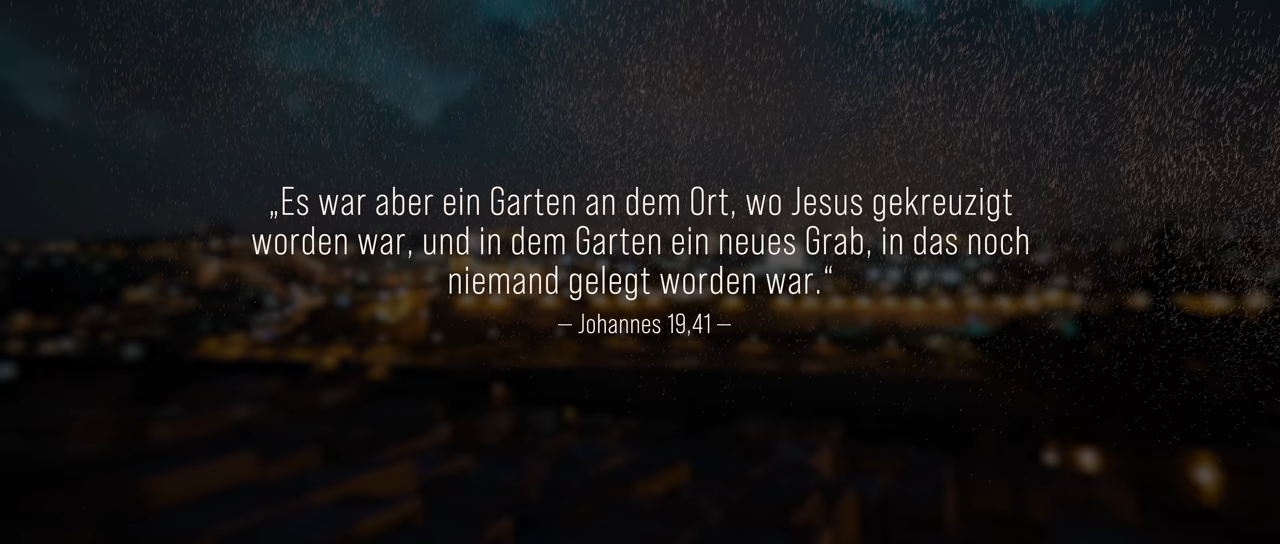 „Es war aber ein Garten an dem Ort, wo Jesus gekreuzigt
worden war, und in dem Garten ein neues Grab, in das noch
niemand gelegt worden war.“
– Johannes 19,41 –